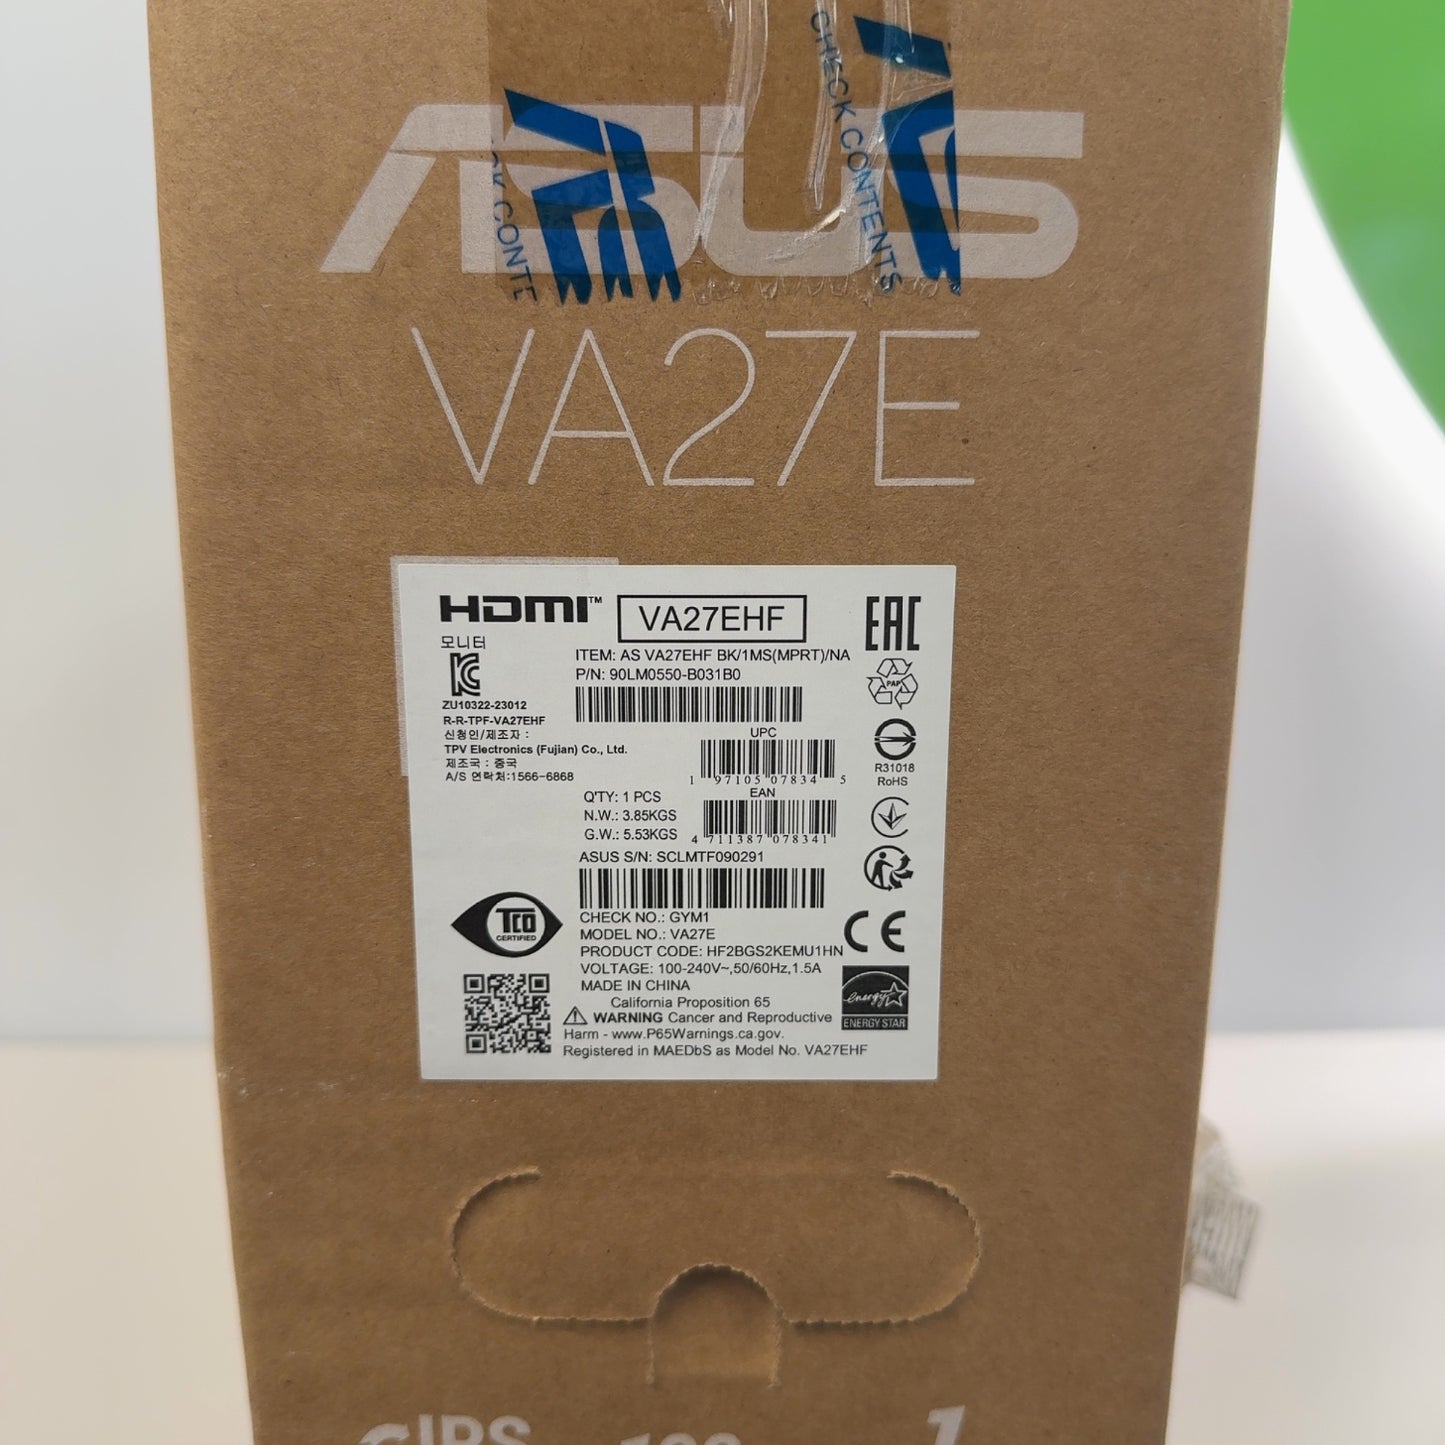 ASUS
CHECK CONTENTS
CK CONTE
VA27E
HDMI™
VA27EHF
EAC
모니터
ITEM: AS VA27EHF BK/1MS(MPRT)/NA
P/N: 90LM0550-B031B0
PAP
ZU10322-23012
R-R-TPF-VA27EHF
신청인/제조자 :
TPV Electronics (Fujian) Co., Ltd.
제조국 : 중국
A/S 연락처:1566-6868
UPC
1 97105 07834 5
R31018
RoHS
EAN
4 711387 078341
Q'TY: 1 PCS
N.W.: 3.85KGS
G.W.: 5.53KGS
ASUS S/N: SCLMTF090291
TCO
CERTIFIED
CHECK NO.: GYM1
MODEL NO.: VA27E
PRODUCT CODE: HF2BGS2KEMU1HN
CE
VOLTAGE: 100-240V~,50/60Hz,1.5A
MADE IN CHINA
California Proposition 65
⚠ WARNING Cancer and Reproductive
Harm - www.P65Warnings.ca.gov.
Registered in MAEDbS as Model No. VA27EHF
energy
ENERGY STAR
IPS
1